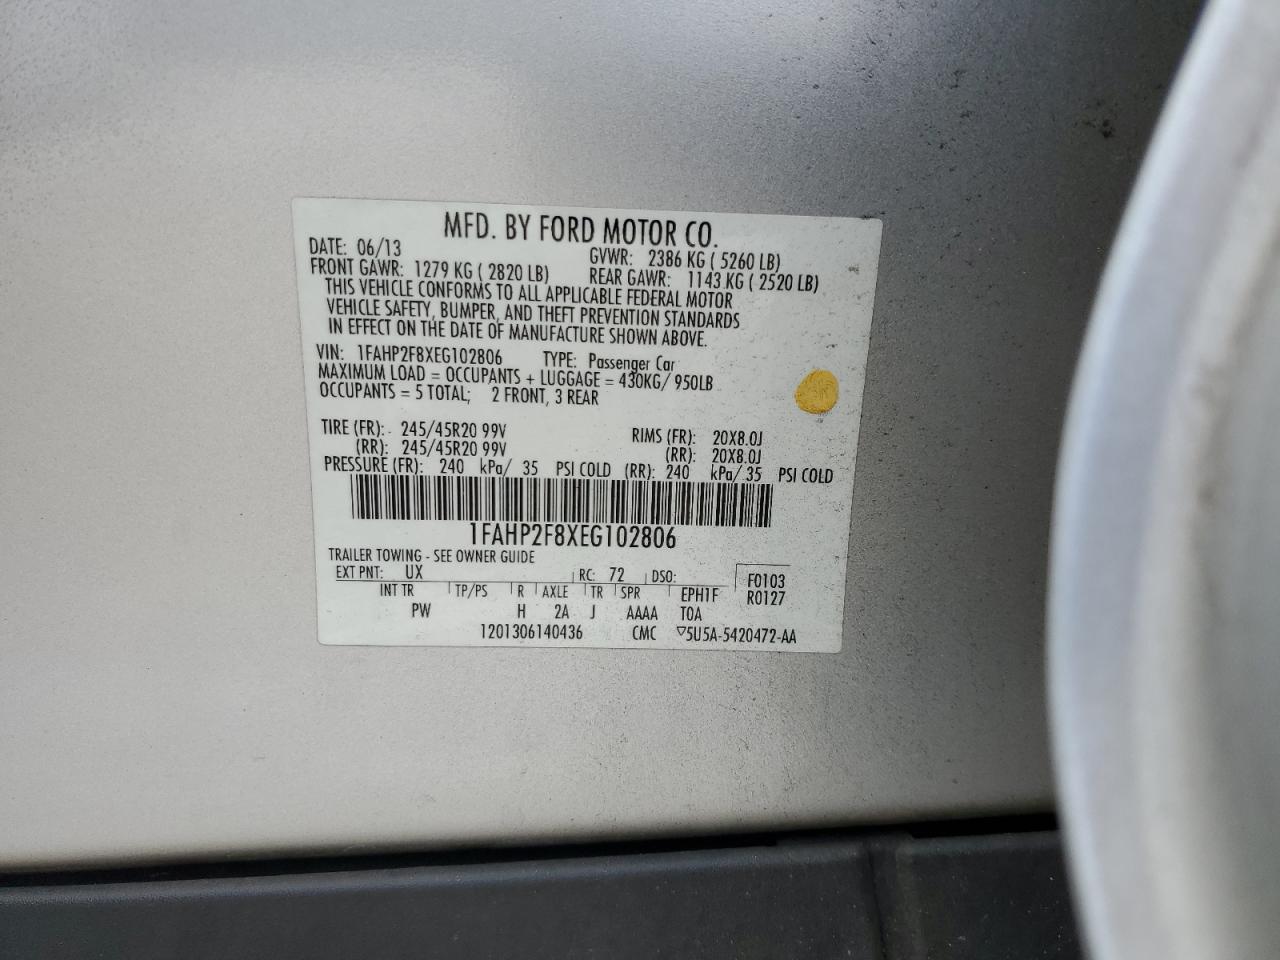 MFD. BY FORD MOTOR CO.
DATE: 06/13 GVWR: 2386 KG ( 5260 LB)
FRONT GAWR: 1279 KG ( 2820 LB) REAR GAWR: 1143 KG ( 2520 LB)
THIS VEHICLE CONFORMS TO ALL APPLICABLE FEDERAL MOTOR
VEHICLE SAFETY, BUMPER, AND THEFT PREVENTION STANDARDS
IN EFFECT ON THE DATE OF MANUFACTURE SHOWN ABOVE.
VIN: 1FAHP2F8XEG102806 TYPE: Passenger Car
MAXIMUM LOAD = OCCUPANTS + LUGGAGE = 430KG/ 950LB
OCCUPANTS = 5 TOTAL; 2 FRONT, 3 REAR
TIRE (FR): 245/45R20 99V RIMS (FR): 20X8.0J
(RR): 245/45R20 99V (RR): 20X8.0J
PRESSURE (FR): 240 kPa/ 35 PSI COLD (RR): 240 kPa/ 35 PSI COLD
1FAHP2F8XEG102806
TRAILER TOWING - SEE OWNER GUIDE
EXT PNT: UX RC: 72 DSO: F0103
INT TR TP/PS R AXLE TR SPR EPH1F R0127
PW H 2A J AAAA TOA
1201306140436 CMC ▽5U5A-5420472-AA